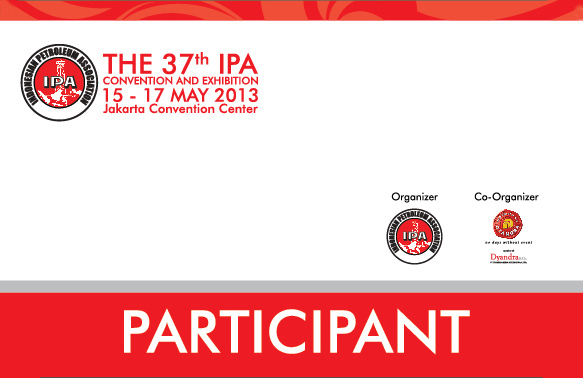 INDONESIAN PETROLEUM ASSOCIATION
IPA
THE 37th IPA
CONVENTION AND EXHIBITION
15 - 17 MAY 2013
Jakarta Convention Center
Organizer
Co-Organizer
INDONESIAN PETROLEUM ASSOCIATION
IPA
no days without event
Dyandra
PARTICIPANT